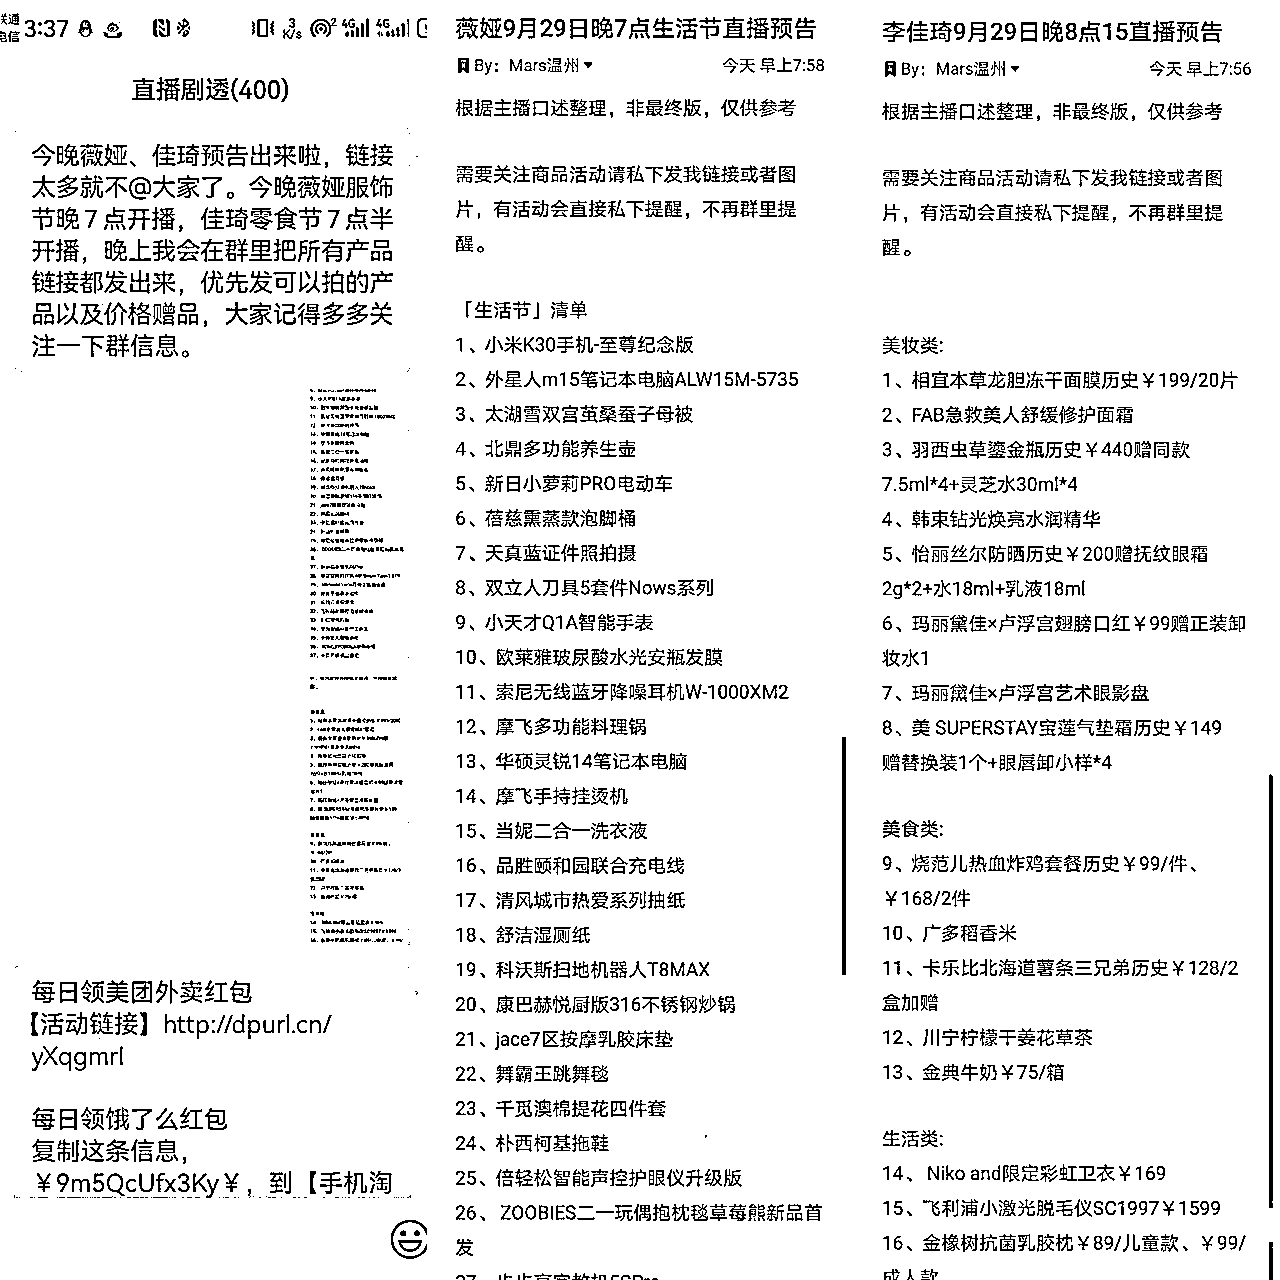 3:37
3 K/s
4G 4G
直播剧透(400)
今晚薇娅、佳琦预告出来啦，链接
太多就不@大家了。今晚薇娅服饰
节晚7点开播，佳琦零食节7点半
开播，晚上我会在群里把所有产品
链接都发出来，优先发可以拍的产
品以及价格赠品，大家记得多多关
注一下群信息。
每日领美团外卖红包
【活动链接】http://dpurl.cn/
yXqgmrl
每日领饿了么红包
复制这条信息，
￥9m5QcUfx3Ky￥，到【手机淘
薇娅9月29日晚7点生活节直播预告
By：Mars温州
今天 早上7:58
根据主播口述整理，非最终版，仅供参考
需要关注商品活动请私下发我链接或者图
片，有活动会直接私下提醒，不再群里提
醒。
「生活节」清单
1、小米K30手机-至尊纪念版
2、外星人m15笔记本电脑ALW15M-5735
3、太湖雪双宫茧桑蚕子母被
4、北鼎多功能养生壶
5、新日小萝莉PRO电动车
6、蓓慈熏蒸款泡脚桶
7、天真蓝证件照拍摄
8、双立人刀具5套件Nows系列
9、小天才Q1A智能手表
10、欧莱雅玻尿酸水光安瓶发膜
11、索尼无线蓝牙降噪耳机W-1000XM2
12、摩飞多功能料理锅
13、华硕灵锐14笔记本电脑
14、摩飞手持挂烫机
15、当妮二合一洗衣液
16、品胜颐和园联合充电线
17、清风城市热爱系列抽纸
18、舒洁湿厕纸
19、科沃斯扫地机器人T8MAX
20、康巴赫悦厨版316不锈钢炒锅
21、jace7区按摩乳胶床垫
22、舞霸王跳舞毯
23、千觅澳棉提花四件套
24、朴西柯基拖鞋
25、倍轻松智能声控护眼仪升级版
26、ZOOBIES二一玩偶抱枕毯草莓熊新品首
发
李佳琦9月29日晚8点15直播预告
By：Mars温州
今天 早上7:56
根据主播口述整理，非最终版，仅供参考
需要关注商品活动请私下发我链接或者图
片，有活动会直接私下提醒，不再群里提
醒。
美妆类:
1、相宜本草龙胆冻干面膜历史￥199/20片
2、FAB急救美人舒缓修护面霜
3、羽西虫草鎏金瓶历史￥440赠同款
7.5ml*4+灵芝水30ml*4
4、韩束钻光焕亮水润精华
5、怡丽丝尔防晒历史￥200赠抚纹眼霜
2g*2+水18ml+乳液18ml
6、玛丽黛佳×卢浮宫翅膀口红￥99赠正装卸
妆水1
7、玛丽黛佳×卢浮宫艺术眼影盘
8、美 SUPERSTAY宝莲气垫霜历史￥149
赠替换装1个+眼唇卸小样*4
美食类:
9、烧范儿热血炸鸡套餐历史￥99/件、
￥168/2件
10、广多稻香米
11、卡乐比北海道薯条三兄弟历史￥128/2
盒加赠
12、川宁柠檬干姜花草茶
13、金典牛奶￥75/箱
生活类:
14、Niko and限定彩虹卫衣￥169
15、飞利浦小激光脱毛仪SC1997￥1599
16、金橡树抗菌乳胶枕￥89/儿童款、￥99/
成人款